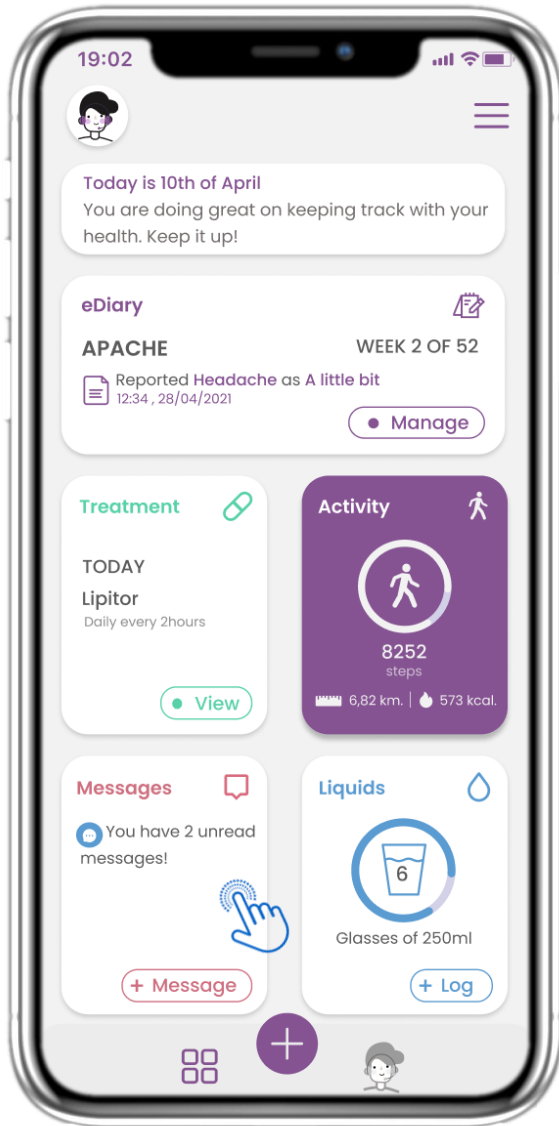 19:02
Today is 10th of April
You are doing great on keeping track with your
health. Keep it up!
eDiary
APACHE
WEEK 2 OF 52
Reported Headache as A little bit
12:34 , 28/04/2021
Manage
Treatment
TODAY
Lipitor
Daily every 2hours
View
Activity
8252
steps
6,82 km.
573 kcal.
Messages
You have 2 unread
messages!
+ Message
Liquids
6
Glasses of 250ml
+ Log